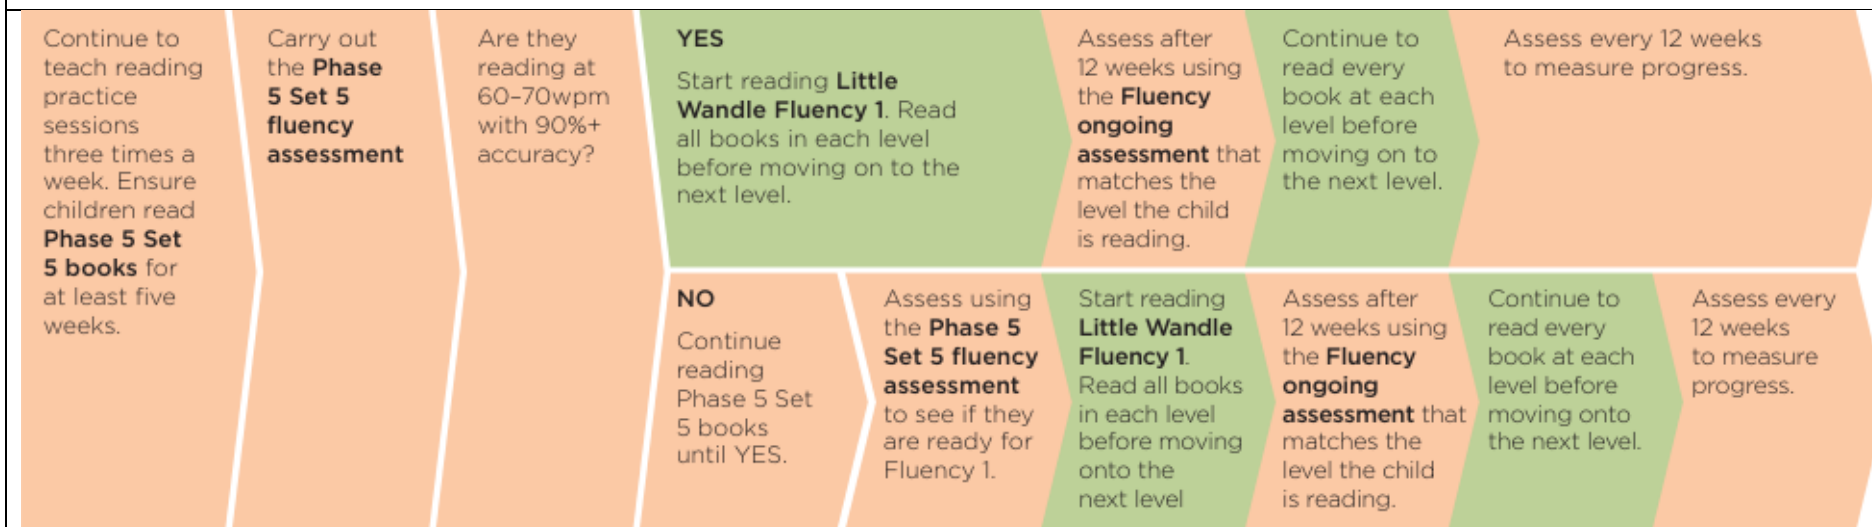 Continue to
teach reading
practice
sessions
three times a
week. Ensure
children read
Phase 5 Set
5 books for
at least five
weeks.
Carry out
the Phase
5 Set 5
fluency
assessment
Are they
reading at
60–70wpm
with 90%+
accuracy?
YES
Start reading Little
Wandle Fluency 1. Read
all books in each level
before moving on to the
next level.
Assess after
12 weeks using
the Fluency
ongoing
assessment that
matches the
level the child
is reading.
Continue to
read every
book at each
level before
moving on to
the next level.
Assess every 12 weeks
to measure progress.
NO
Continue
reading
Phase 5 Set
5 books
until YES.
Assess using
the Phase 5
Set 5 fluency
assessment
to see if they
are ready for
Fluency 1.
Start reading
Little Wandle
Fluency 1.
Read all books
in each level
before moving
onto the
next level
Assess after
12 weeks using
the Fluency
ongoing
assessment that
matches the
level the child
is reading.
Continue to
read every
book at each
level before
moving onto
the next level.
Assess every
12 weeks
to measure
progress.